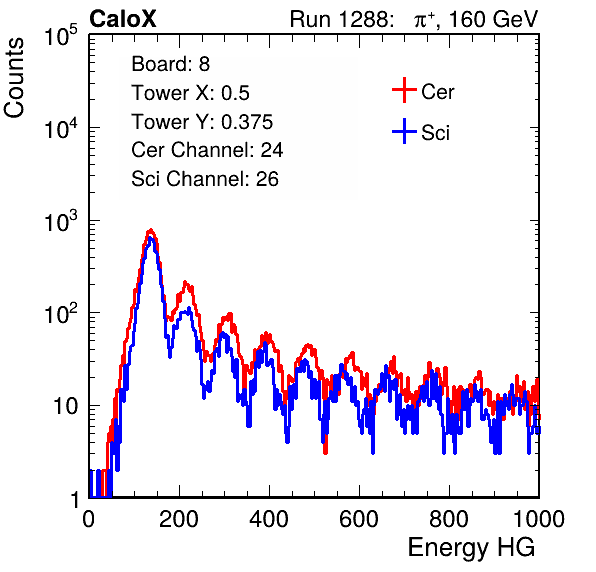 CaloX Run 1288: π⁺, 160 GeV
Counts
10⁵
10⁴
10³
10²
10
1
Board: 8
Tower X: 0.5
Tower Y: 0.375
Cer Channel: 24
Sci Channel: 26
Cer
Sci
0 200 400 600 800 1000
Energy HG